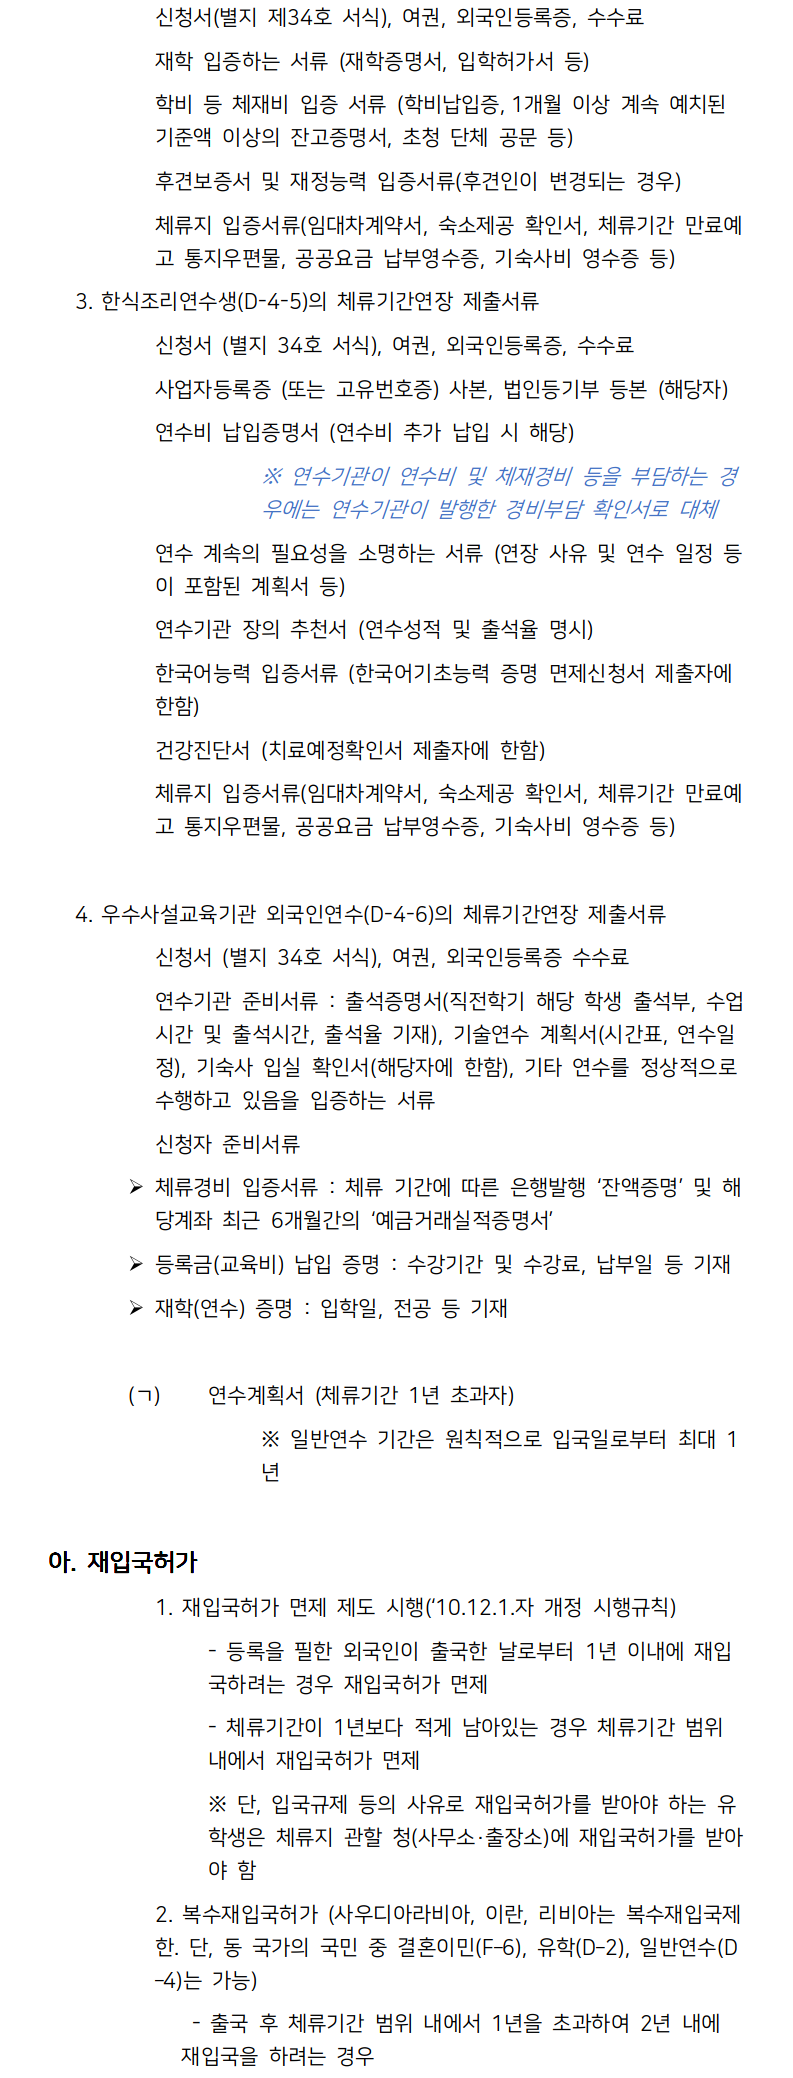 신청서(별지 제34호 서식), 여권, 외국인등록증, 수수료
재학 입증하는 서류 (재학증명서, 입학허가서 등)
학비 등 체재비 입증 서류 (학비납입증, 1개월 이상 계속 예치된
기준액 이상의 잔고증명서, 초청 단체 공문 등)
후견보증서 및 재정능력 입증서류(후견인이 변경되는 경우)
체류지 입증서류(임대차계약서, 숙소제공 확인서, 체류기간 만료예
고 통지우편물, 공공요금 납부영수증, 기숙사비 영수증 등)
3. 한식조리연수생(D-4-5)의 체류기간연장 제출서류
신청서 (별지 34호 서식), 여권, 외국인등록증, 수수료
사업자등록증 (또는 고유번호증) 사본, 법인등기부 등본 (해당자)
연수비 납입증명서 (연수비 추가 납입 시 해당)
※ 연수기관이 연수비 및 체재경비 등을 부담하는 경
우에는 연수기관이 발행한 경비부담 확인서로 대체
연수 계속의 필요성을 소명하는 서류 (연장 사유 및 연수 일정 등
이 포함된 계획서 등)
연수기관 장의 추천서 (연수성적 및 출석율 명시)
한국어능력 입증서류 (한국어기초능력 증명 면제신청서 제출자에
한함)
건강진단서 (치료예정확인서 제출자에 한함)
체류지 입증서류(임대차계약서, 숙소제공 확인서, 체류기간 만료예
고 통지우편물, 공공요금 납부영수증, 기숙사비 영수증 등)
4. 우수사설교육기관 외국인연수(D-4-6)의 체류기간연장 제출서류
신청서 (별지 34호 서식), 여권, 외국인등록증 수수료
연수기관 준비서류 : 출석증명서(직전학기 해당 학생 출석부, 수업
시간 및 출석시간, 출석율 기재), 기술연수 계획서(시간표, 연수일
정), 기숙사 입실 확인서(해당자에 한함), 기타 연수를 정상적으로
수행하고 있음을 입증하는 서류
신청자 준비서류
➢ 체류경비 입증서류 : 체류 기간에 따른 은행발행 ‘잔액증명’ 및 해
당계좌 최근 6개월간의 ‘예금거래실적증명서’
➢ 등록금(교육비) 납입 증명 : 수강기간 및 수강료, 납부일 등 기재
➢ 재학(연수) 증명 : 입학일, 전공 등 기재
(ㄱ) 연수계획서 (체류기간 1년 초과자)
※ 일반연수 기간은 원칙적으로 입국일로부터 최대 1
년
아. 재입국허가
1. 재입국허가 면제 제도 시행(‘10.12.1.자 개정 시행규칙)
- 등록을 필한 외국인이 출국한 날로부터 1년 이내에 재입
국하려는 경우 재입국허가 면제
- 체류기간이 1년보다 적게 남아있는 경우 체류기간 범위
내에서 재입국허가 면제
※ 단, 입국규제 등의 사유로 재입국허가를 받아야 하는 유
학생은 체류지 관할 청(사무소·출장소)에 재입국허가를 받아
야 함
2. 복수재입국허가 (사우디아라비아, 이란, 리비아는 복수재입국제
한. 단, 동 국가의 국민 중 결혼이민(F–6), 유학(D–2), 일반연수(D
–4)는 가능)
- 출국 후 체류기간 범위 내에서 1년을 초과하여 2년 내에
재입국을 하려는 경우